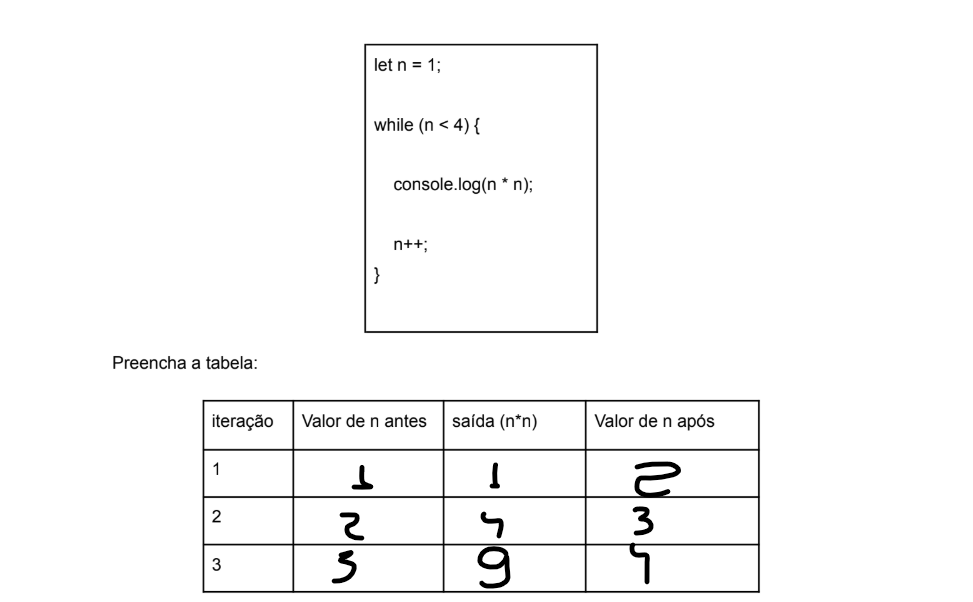 let n = 1;
while (n < 4) {
console.log(n * n);
n++;
}
Preencha a tabela:
iteração Valor de n antes saída (n*n) Valor de n após
1 1 1 2
2 2 4 3
3 3 9 4